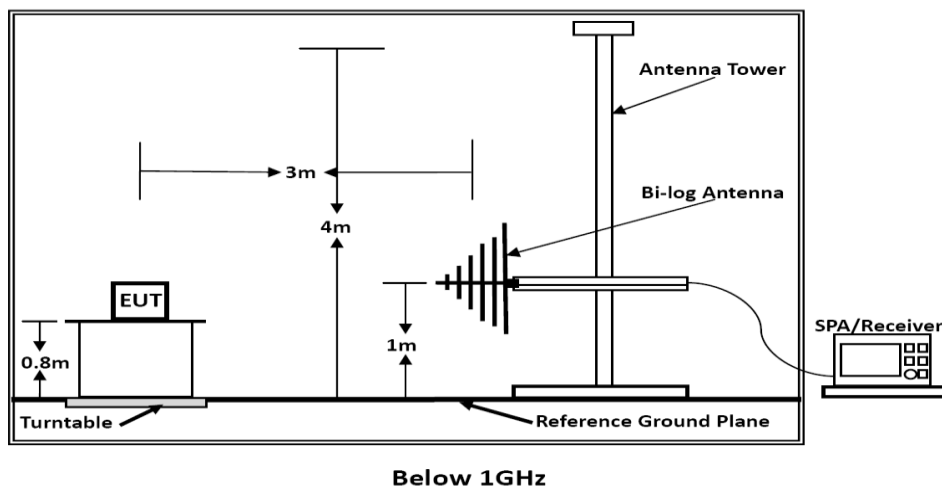 Antenna Tower
3m
Bi-log Antenna
4m
EUT
1m
0.8m
SPA/Receiver
Turntable
Reference Ground Plane
Below 1GHz